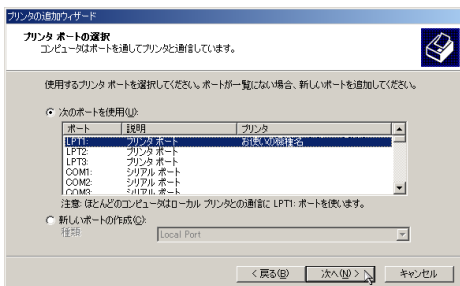 プリンタの追加ウィザード
プリンタ ポートの選択
コンピュータはポートを通してプリンタと通信しています。
使用するプリンタ ポートを選択してください。ポートが一覧にない場合、新しいポートを追加してください。
次のポートを使用(U):
ポート 説明 プリンタ
LPT1: プリンタ ポート お使いの機種名
LPT2: プリンタ ポート
LPT3: プリンタ ポート
COM1: シリアル ポート
COM2: シリアル ポート
COM3: シリアル ポート
注意: ほとんどのコンピュータはローカル プリンタとの通信に LPT1: ポートを使います。
新しいポートの作成(C):
種類 Local Port
< 戻る(B) 次へ(N) > キャンセル